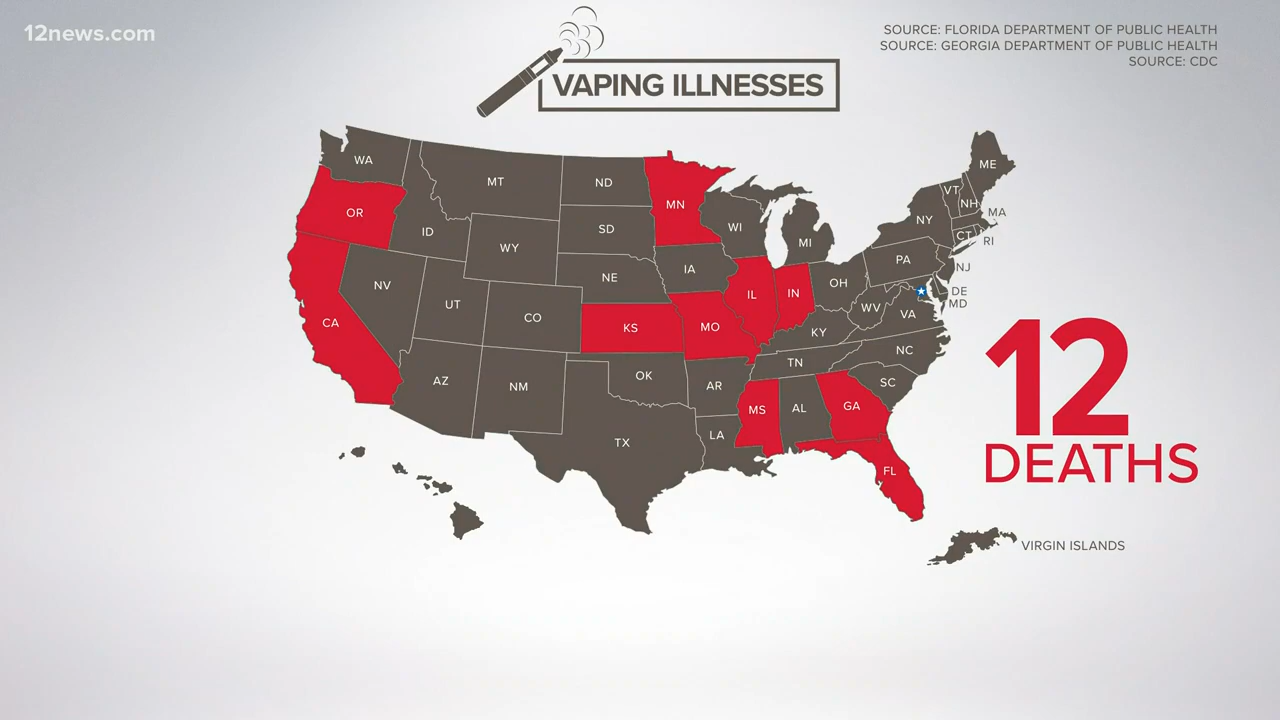 12news.com
SOURCE: FLORIDA DEPARTMENT OF PUBLIC HEALTH
SOURCE: GEORGIA DEPARTMENT OF PUBLIC HEALTH
SOURCE: CDC
VAPING ILLNESSES
WA
MT
ND
MN
ME
OR
ID
WY
SD
WI
MI
NY
VT
NH
MA
CT
RI
NV
UT
CO
NE
IA
IL
IN
OH
PA
NJ
DE
MD
CA
KS
MO
KY
WV
VA
AZ
NM
OK
AR
TN
NC
SC
TX
LA
MS
AL
GA
FL
12
DEATHS
VIRGIN ISLANDS